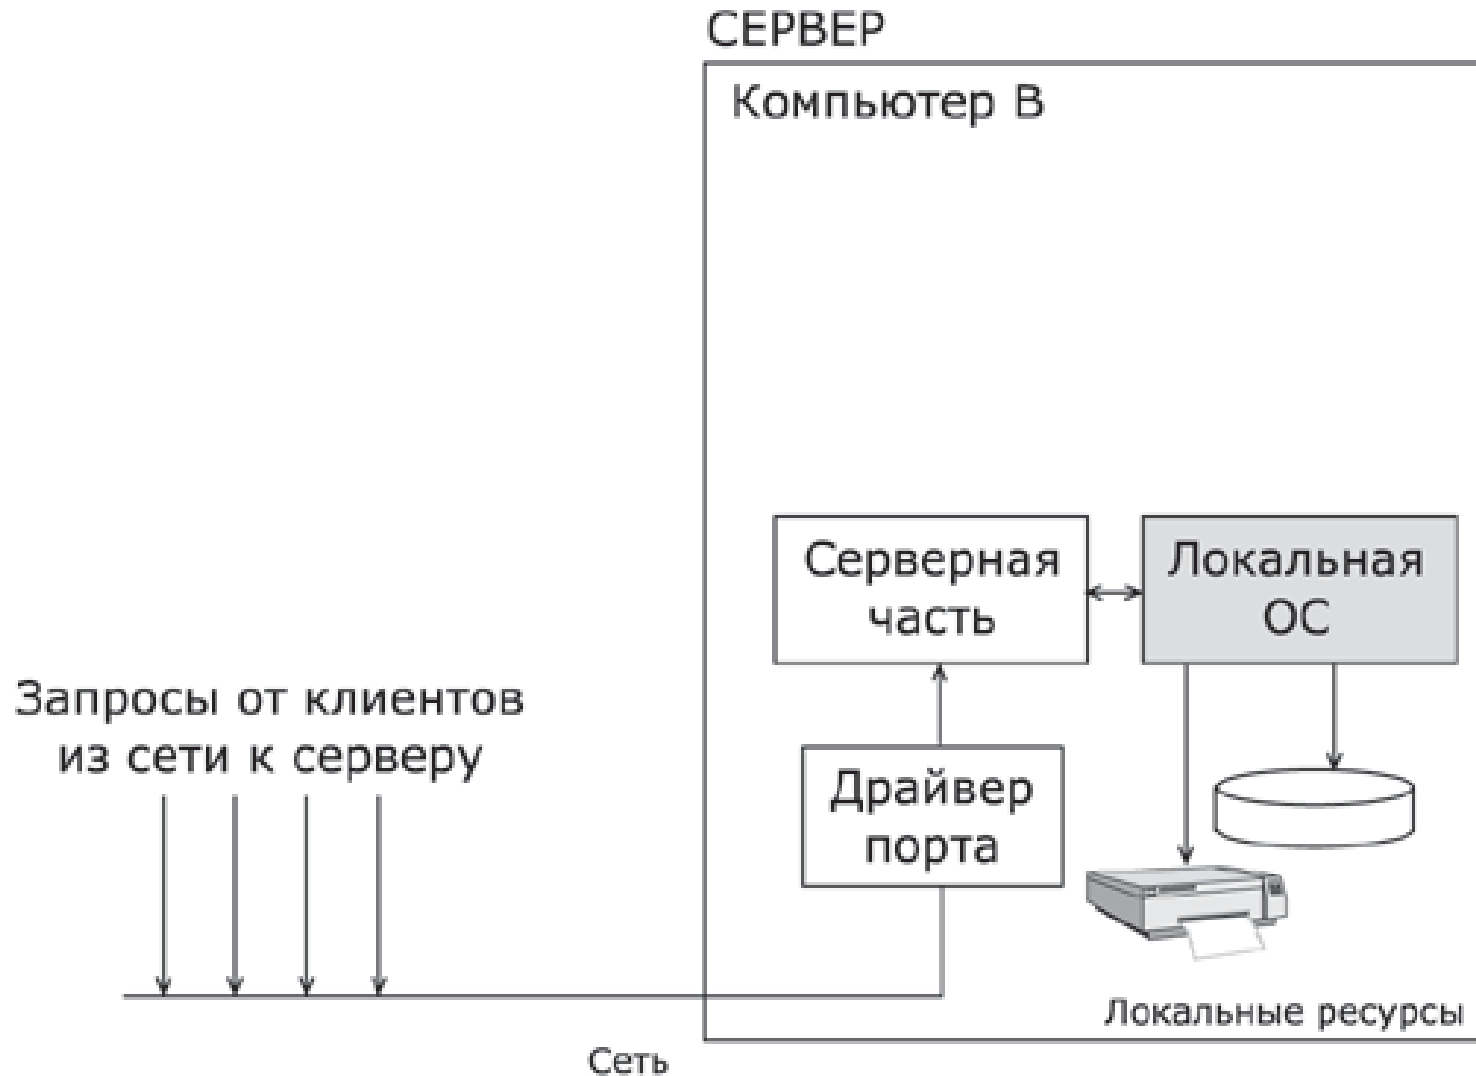 СЕРВЕР
Компьютер В
Серверная
часть
Локальная
ОС
Запросы от клиентов
из сети к серверу
Драйвер
порта
Локальные ресурсы
Сеть